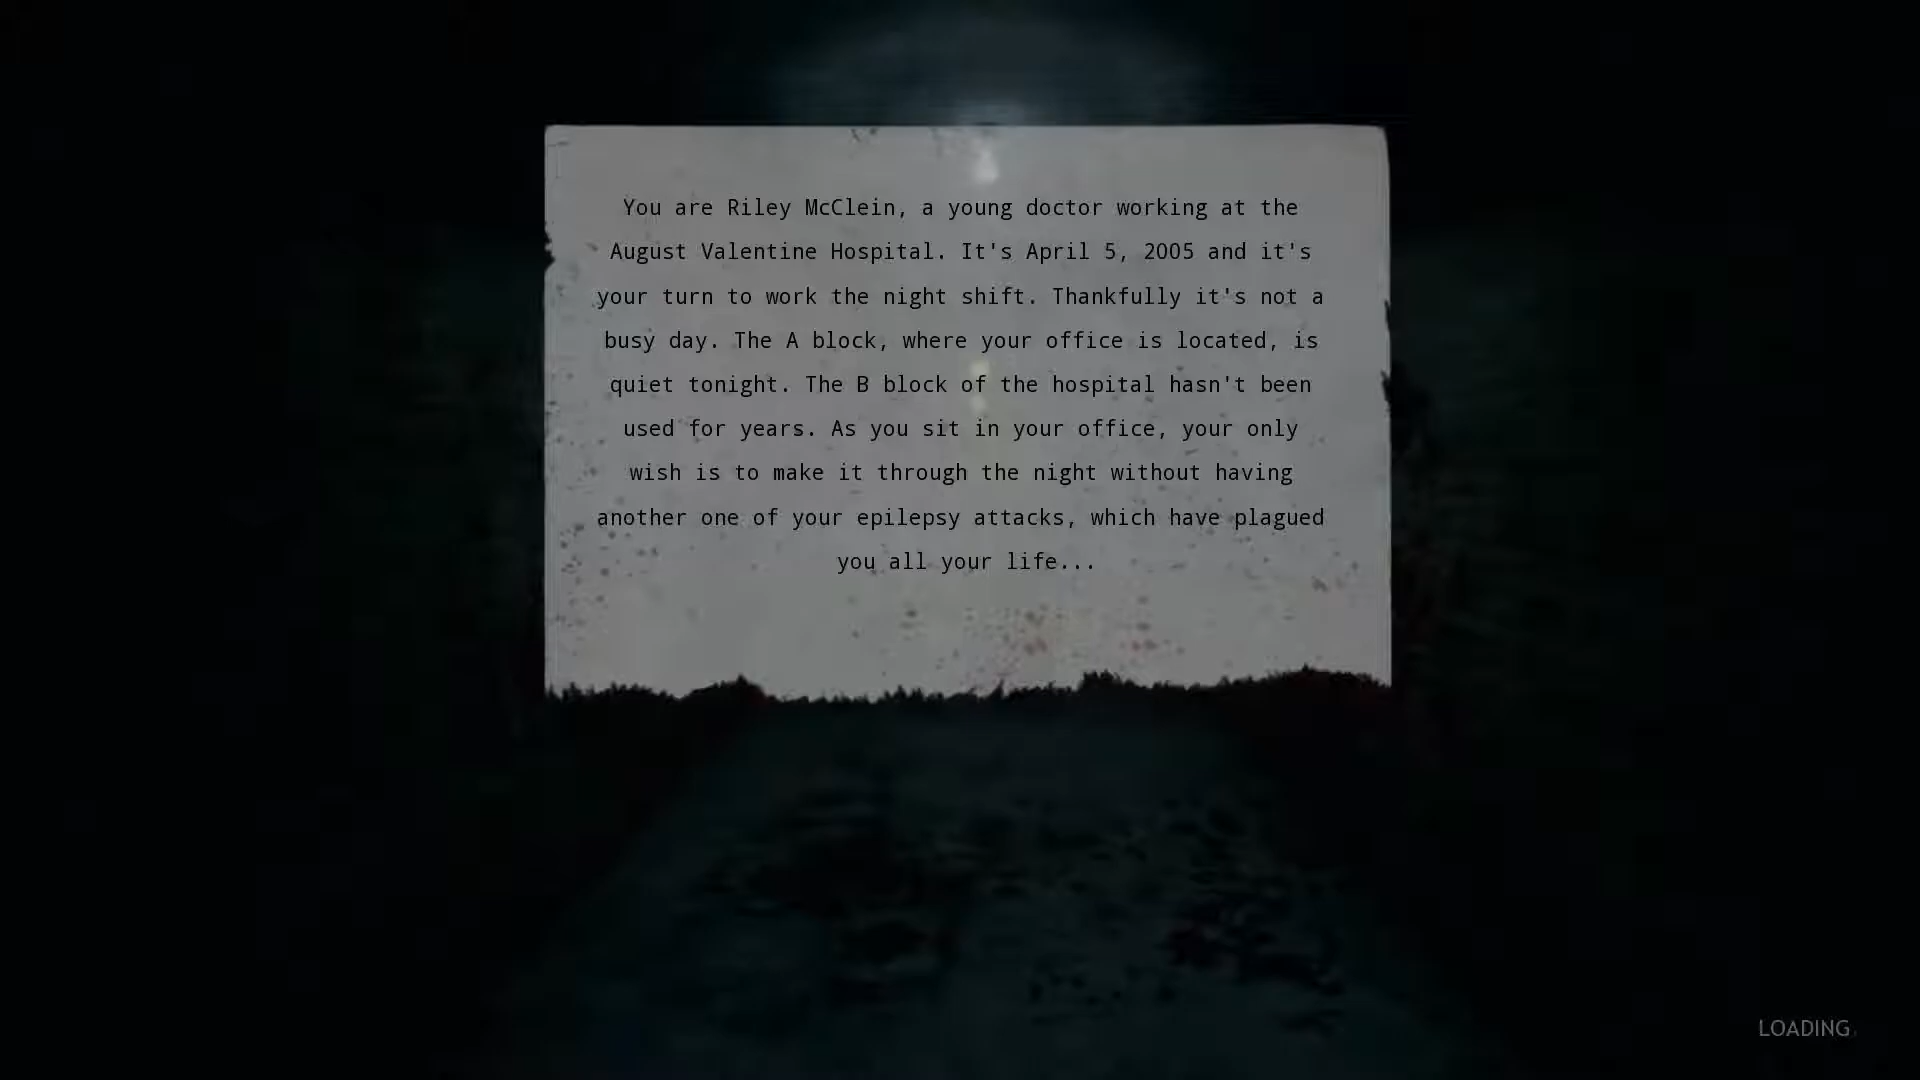 You are Riley McClein, a young doctor working at the
August Valentine Hospital. It's April 5, 2005 and it's
your turn to work the night shift. Thankfully it's not a
busy day. The A block, where your office is located, is
quiet tonight. The B block of the hospital hasn't been
used for years. As you sit in your office, your only
wish is to make it through the night without having
another one of your epilepsy attacks, which have plagued
you all your life...
LOADING